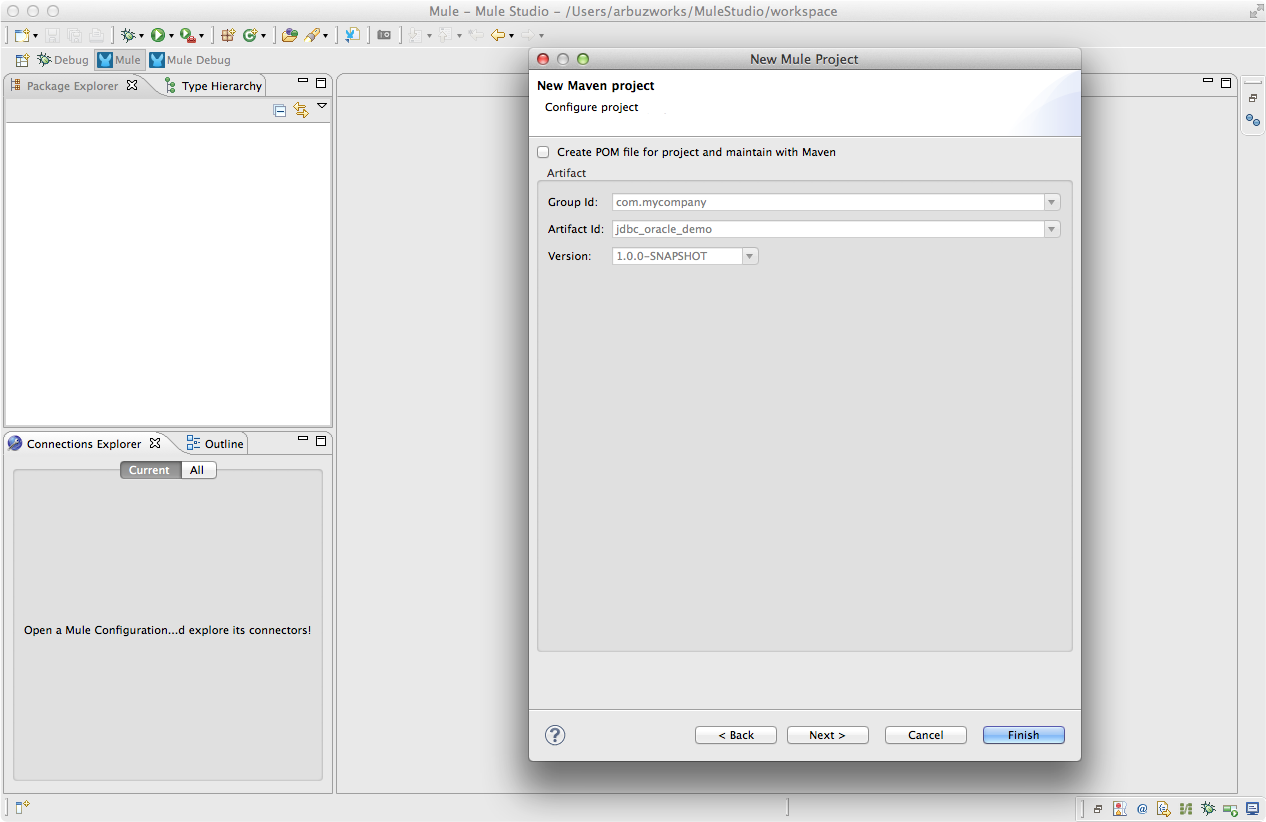 Mule – Mule Studio – /Users/arbuzworks/MuleStudio/workspace
Debug Mule Mule Debug
Package Explorer Type Hierarchy
Connections Explorer Outline
Current All
Open a Mule Configuration...d explore its connectors!
New Mule Project
New Maven project
Configure project
Create POM file for project and maintain with Maven
Artifact
Group Id: com.mycompany
Artifact Id: jdbc_oracle_demo
Version: 1.0.0-SNAPSHOT
? < Back Next > Cancel Finish